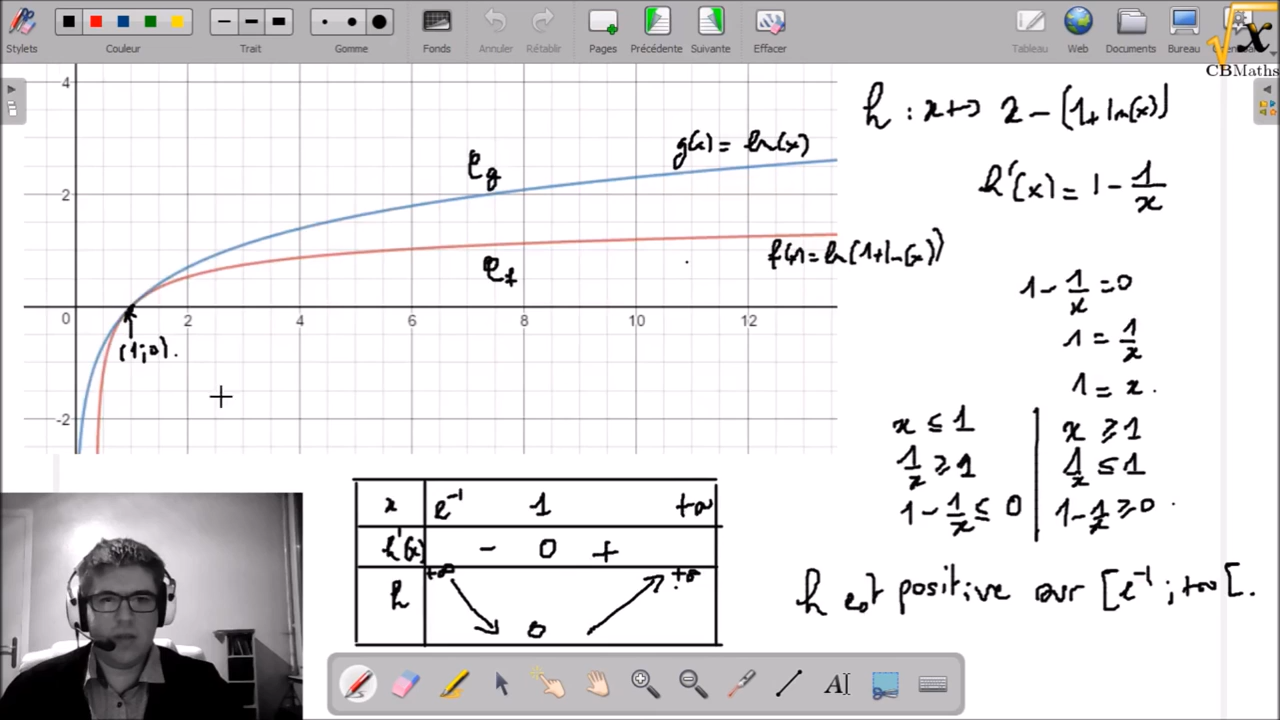 Stylets Couleur Trait Gomme Fonds Annuler Rétablir Pages Précédente Suivante Effacer Tableau Web Documents Bureau
CBMaths
4
2
0 2 4 6 8 10 12
-2
g(x) = ln(x)
C_g
f(x) = ln(1+ln(x))
C_f
(1;0).
h : x ↦ x - (1+ln(x))
h'(x) = 1 - 1/x
1 - 1/x = 0
1 = 1/x
1 = x.
x ≤ 1 | x ≥ 1
1/x ≥ 1 | 1/x ≤ 1
1 - 1/x ≤ 0 | 1 - 1/x ≥ 0.
x e⁻¹ 1 +∞
h'(x) - 0 +
h +∞ 0 +∞
h est positive sur [e⁻¹ ; +∞[.